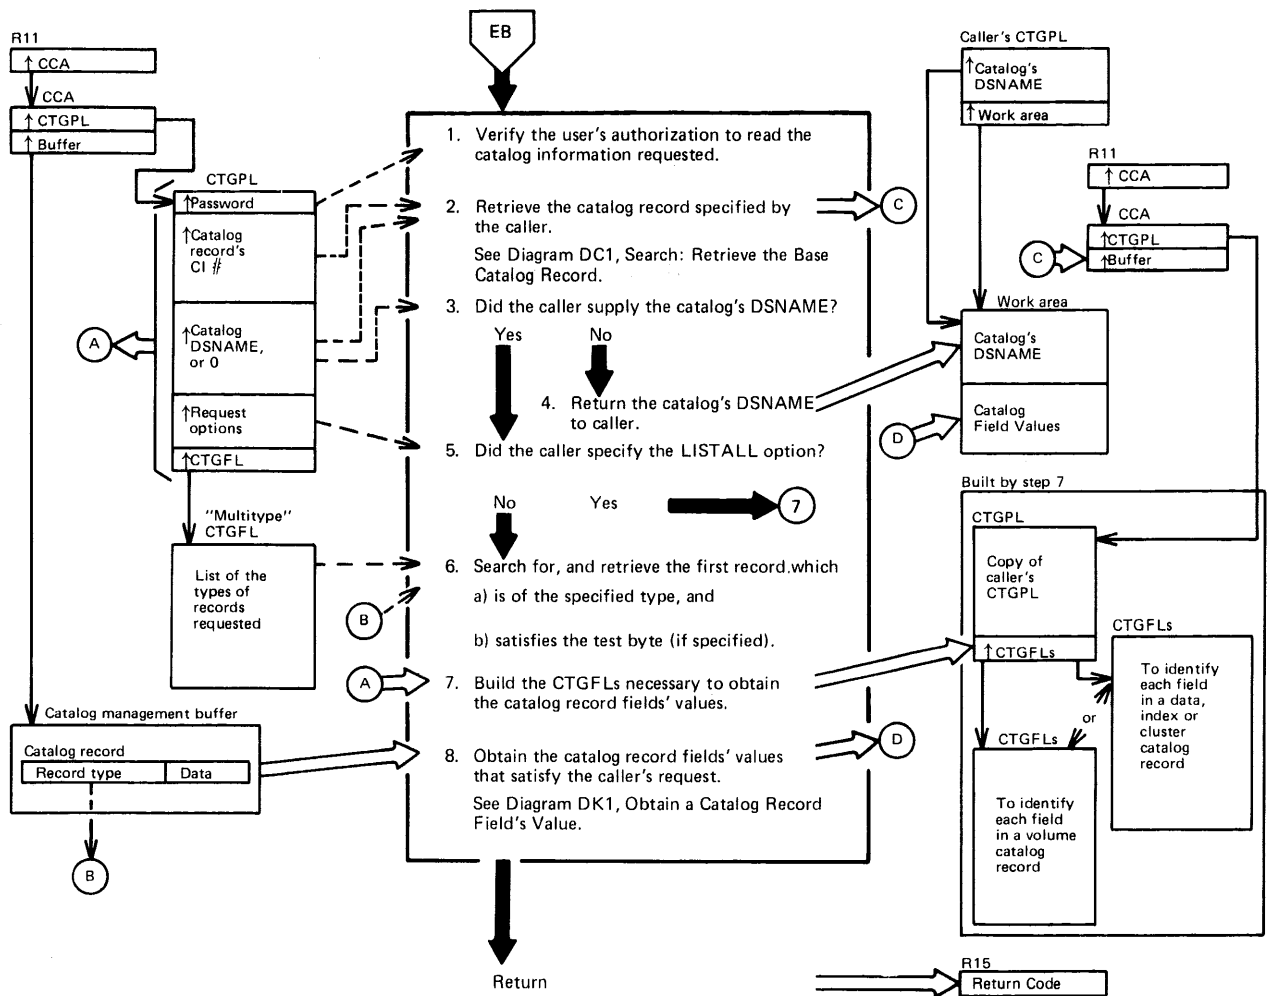 EB
R11
↑ CCA
CCA
↑ CTGPL
↑ Buffer
CTGPL
↑Password
↑Catalog
record's
CI #
↑Catalog
DSNAME,
or 0
↑Request
options
↑CTGFL
A
"Multitype"
CTGFL
List of the
types of
records
requested
Catalog management buffer
Catalog record
Record type
Data
B
1. Verify the user's authorization to read the
catalog information requested.
2. Retrieve the catalog record specified by
the caller.
See Diagram DC1, Search: Retrieve the Base
Catalog Record.
C
3. Did the caller supply the catalog's DSNAME?
Yes
No
4. Return the catalog's DSNAME
to caller.
5. Did the caller specify the LISTALL option?
No
Yes
7
6. Search for, and retrieve the first record.which
a) is of the specified type, and
B
b) satisfies the test byte (if specified).
A
7. Build the CTGFLs necessary to obtain
the catalog record fields' values.
8. Obtain the catalog record fields' values
that satisfy the caller's request.
See Diagram DK1, Obtain a Catalog Record
Field's Value.
D
Return
Caller's CTGPL
↑Catalog's
DSNAME
↑Work area
R11
↑ CCA
CCA
↑CTGPL
↑Buffer
C
Work area
Catalog's
DSNAME
Catalog
Field Values
D
Built by step 7
CTGPL
Copy of
caller's
CTGPL
↑ CTGFLs
CTGFLs
To identify
each field
in a data,
index or
cluster
catalog
record
or
CTGFLs
To identify
each field
in a volume
catalog
record
R15
Return Code